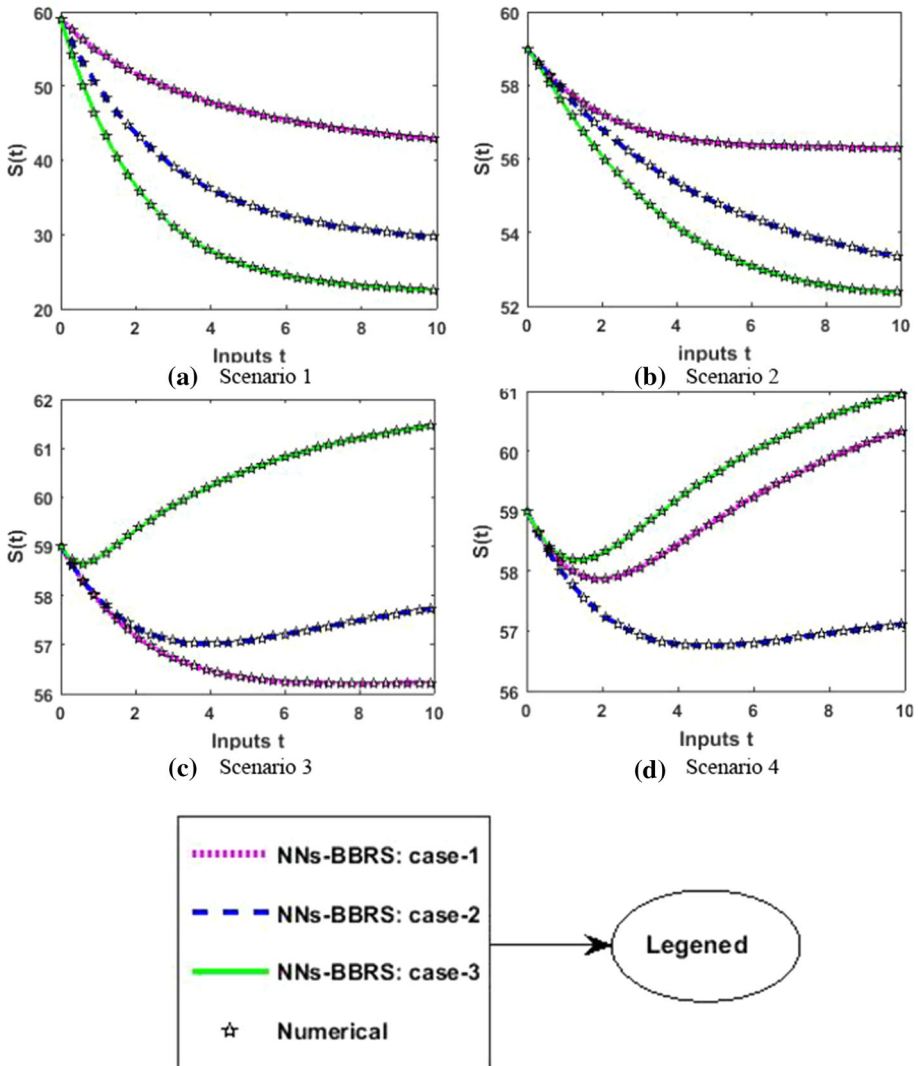 60
50
40
30
20
S(t)
0 2 4 6 8 10
Inputs t
(a) Scenario 1
60
58
56
54
52
S(t)
0 2 4 6 8 10
inputs t
(b) Scenario 2
62
61
60
59
58
57
56
S(t)
0 2 4 6 8 10
Inputs t
(c) Scenario 3
61
60
59
58
57
56
S(t)
0 2 4 6 8 10
Inputs t
(d) Scenario 4
NNs-BBRS: case-1
NNs-BBRS: case-2
NNs-BBRS: case-3
Numerical
Legened